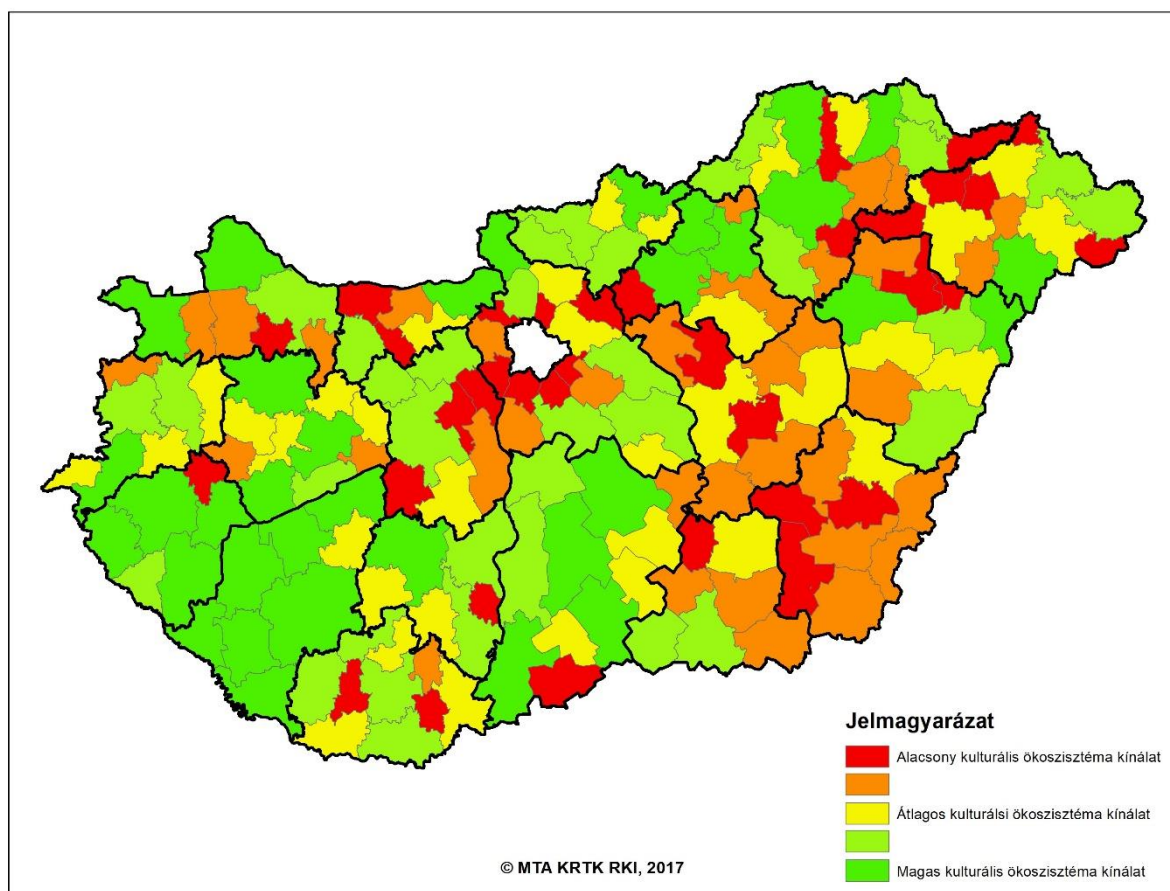 Jelmagyarázat
Alacsony kulturális ökoszisztéma kínálat
Átlagos kulturálsi ökoszisztéma kínálat
Magas kulturális ökoszisztéma kínálat
© MTA KRTK RKI, 2017